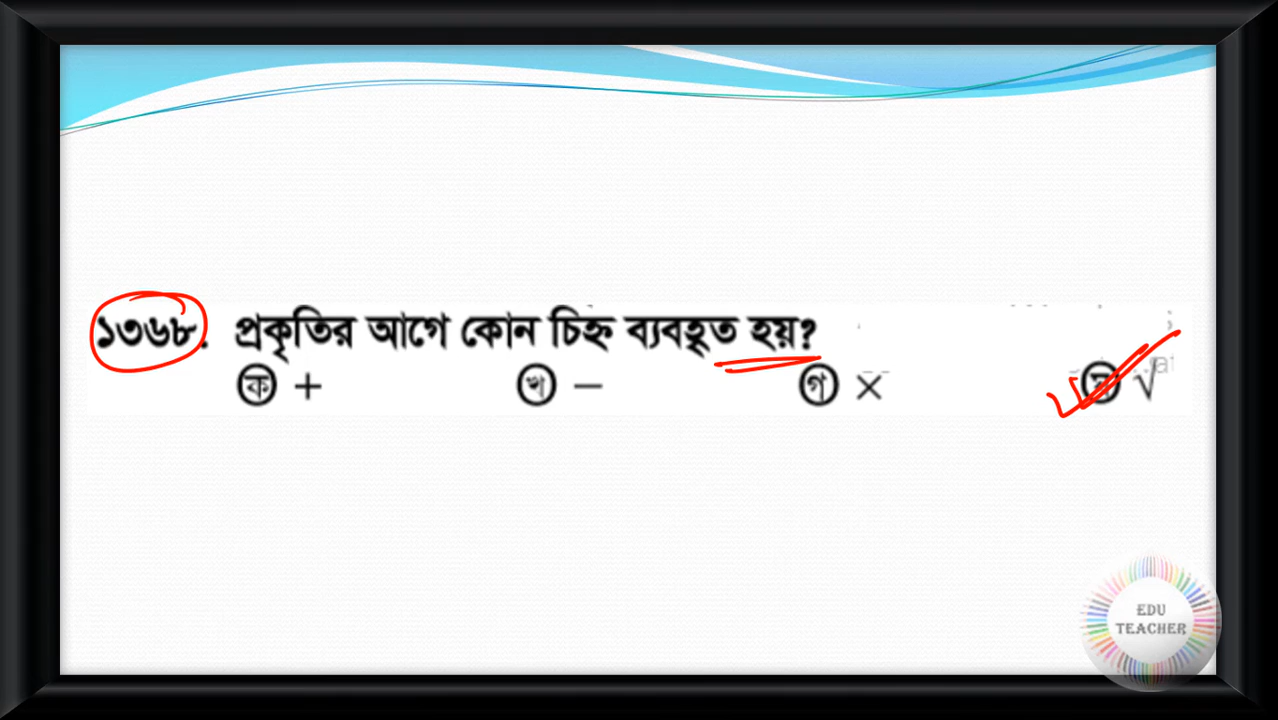 ১৩৬৮. প্রকৃতির আগে কোন চিহ্ন ব্যবহৃত হয়?
ক + খ − গ × ঘ √
EDU
TEACHER